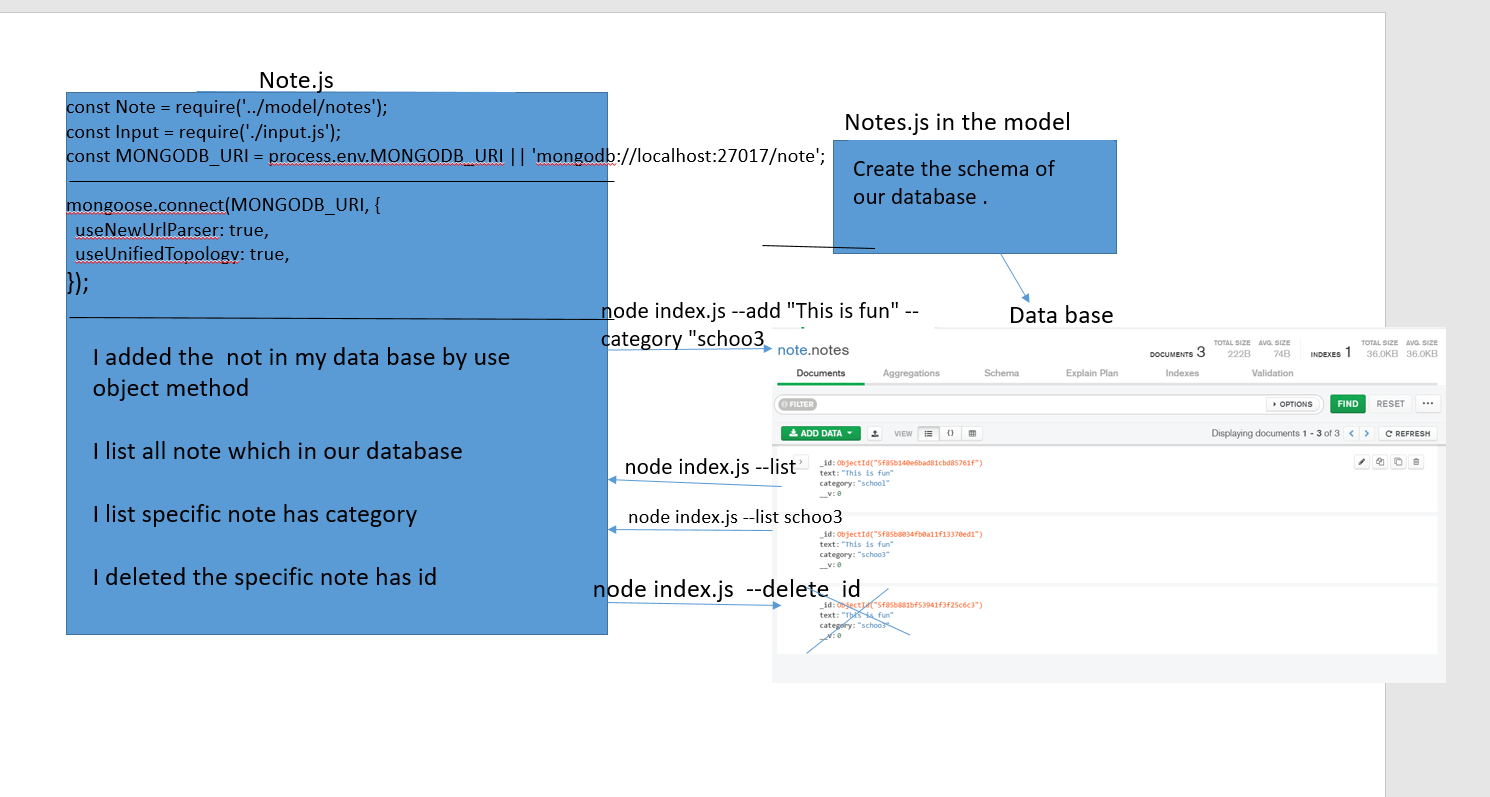 Note.js
const Note = require('../model/notes');
const Input = require('./input.js');
const MONGODB_URI = process.env.MONGODB_URI || 'mongodb://localhost:27017/note';
mongoose.connect(MONGODB_URI, {
useNewUrlParser: true,
useUnifiedTopology: true,
});
I added the  not in my data base by use
object method
I list all note which in our database
I list specific note has category
I deleted the specific note has id
Notes.js in the model
Create the schema of
our database .
Data base
node index.js --add "This is fun" --
category "schoo3
node index.js --list
node index.js --list schoo3
node index.js  --delete  id
note.notes
DOCUMENTS 3
TOTAL SIZE AVG. SIZE
222B 74B
INDEXES 1
TOTAL SIZE AVG. SIZE
36.0KB 36.0KB
Documents Aggregations Schema Explain Plan Indexes Validation
FILTER OPTIONS FIND RESET ...
ADD DATA VIEW {} Displaying documents 1 - 3 of 3 < > REFRESH
_id:ObjectId("5f85b140e6bad81cbd85761f")
text:"This is fun"
category:"school"
__v:0
_id:ObjectId("5f85b8034fb0a11f13370ed1")
text:"This is fun"
category:"schoo3"
__v:0
_id:ObjectId("5f85b881bf53941f3f25c6c3")
text:"This is fun"
category:"schoo3"
__v:0